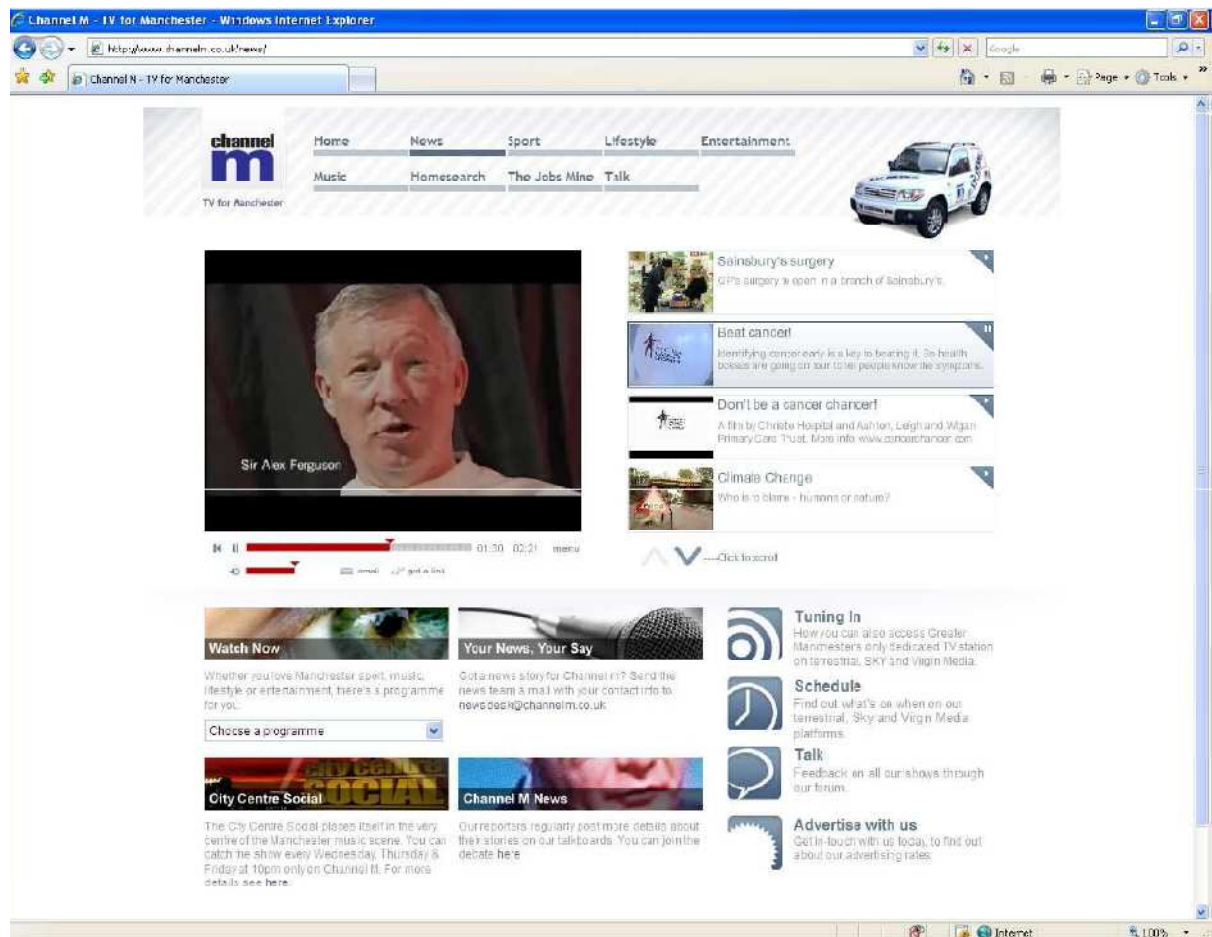 Channel M - TV for Manchester - Windows Internet Explorer
http://www.channelm.co.uk/news/
Google
Channel M - TV for Manchester
Page
Tools
channel
m
TV for Manchester
Home
News
Sport
Lifestyle
Entertainment
Music
Homesearch
The Jobs Mine
Talk
Sir Alex Ferguson
01:30 02:21 menu
email
get a link
Sainsbury's surgery
GP's surgery is open in a branch of Sainsbury's.
Beat cancer!
Identifying cancer early is a key to beating it. So health
bosses are going on tour to let people know the symptoms.
Don't be a cancer chancer!
A film by Christie Hospital and Ashton, Leigh and Wigan
Primary Care Trust. More info www.cancerchancer.com
Climate Change
Who is to blame - humans or nature?
----Click to scroll
Watch Now
Whether you love Manchester sport, music,
lifestyle or entertainment, there's a programme
for you.
Choose a programme
Your News, Your Say
Got a news story for Channel m? Send the
news team a mail with your contact info to
newsdesk@channelm.co.uk
City Centre Social
CITY CENTRE
SOCIAL
The City Centre Social places itself in the very
centre of the Manchester music scene. You can
catch the show every Wednesday, Thursday &
Friday at 10pm only on Channel M. For more
details see here.
Channel M News
Our reporters regularly post more details about
their stories on our talkboards. You can join the
debate here
Tuning In
How you can also access Greater
Manchester's only dedicated TV station
on terrestrial, SKY and Virgin Media.
Schedule
Find out what's on when on our
terrestrial, Sky and Virgin Media
platforms.
Talk
Feedback on all our shows through
our forum.
Advertise with us
Get in-touch with us today, to find out
about our advertising rates
Internet
100%